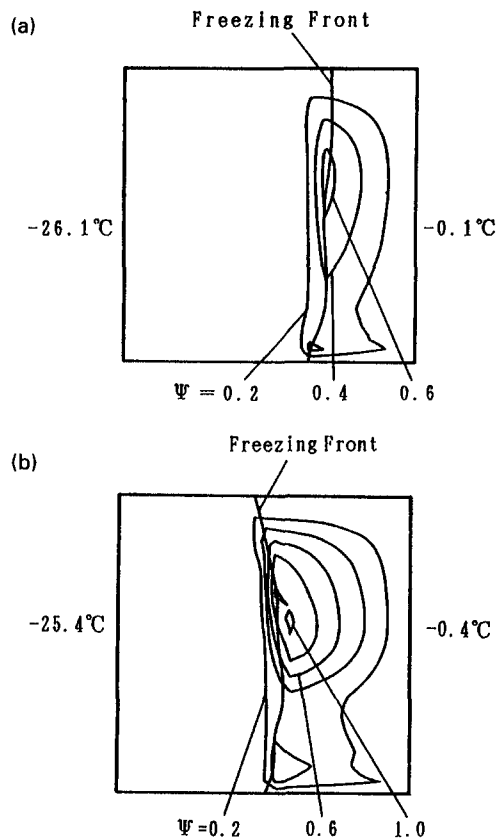 (a)
Freezing Front
-26.1℃
-0.1℃
Ψ = 0.2 0.4 0.6
(b)
Freezing Front
-25.4℃
-0.4℃
Ψ=0.2 0.6 1.0